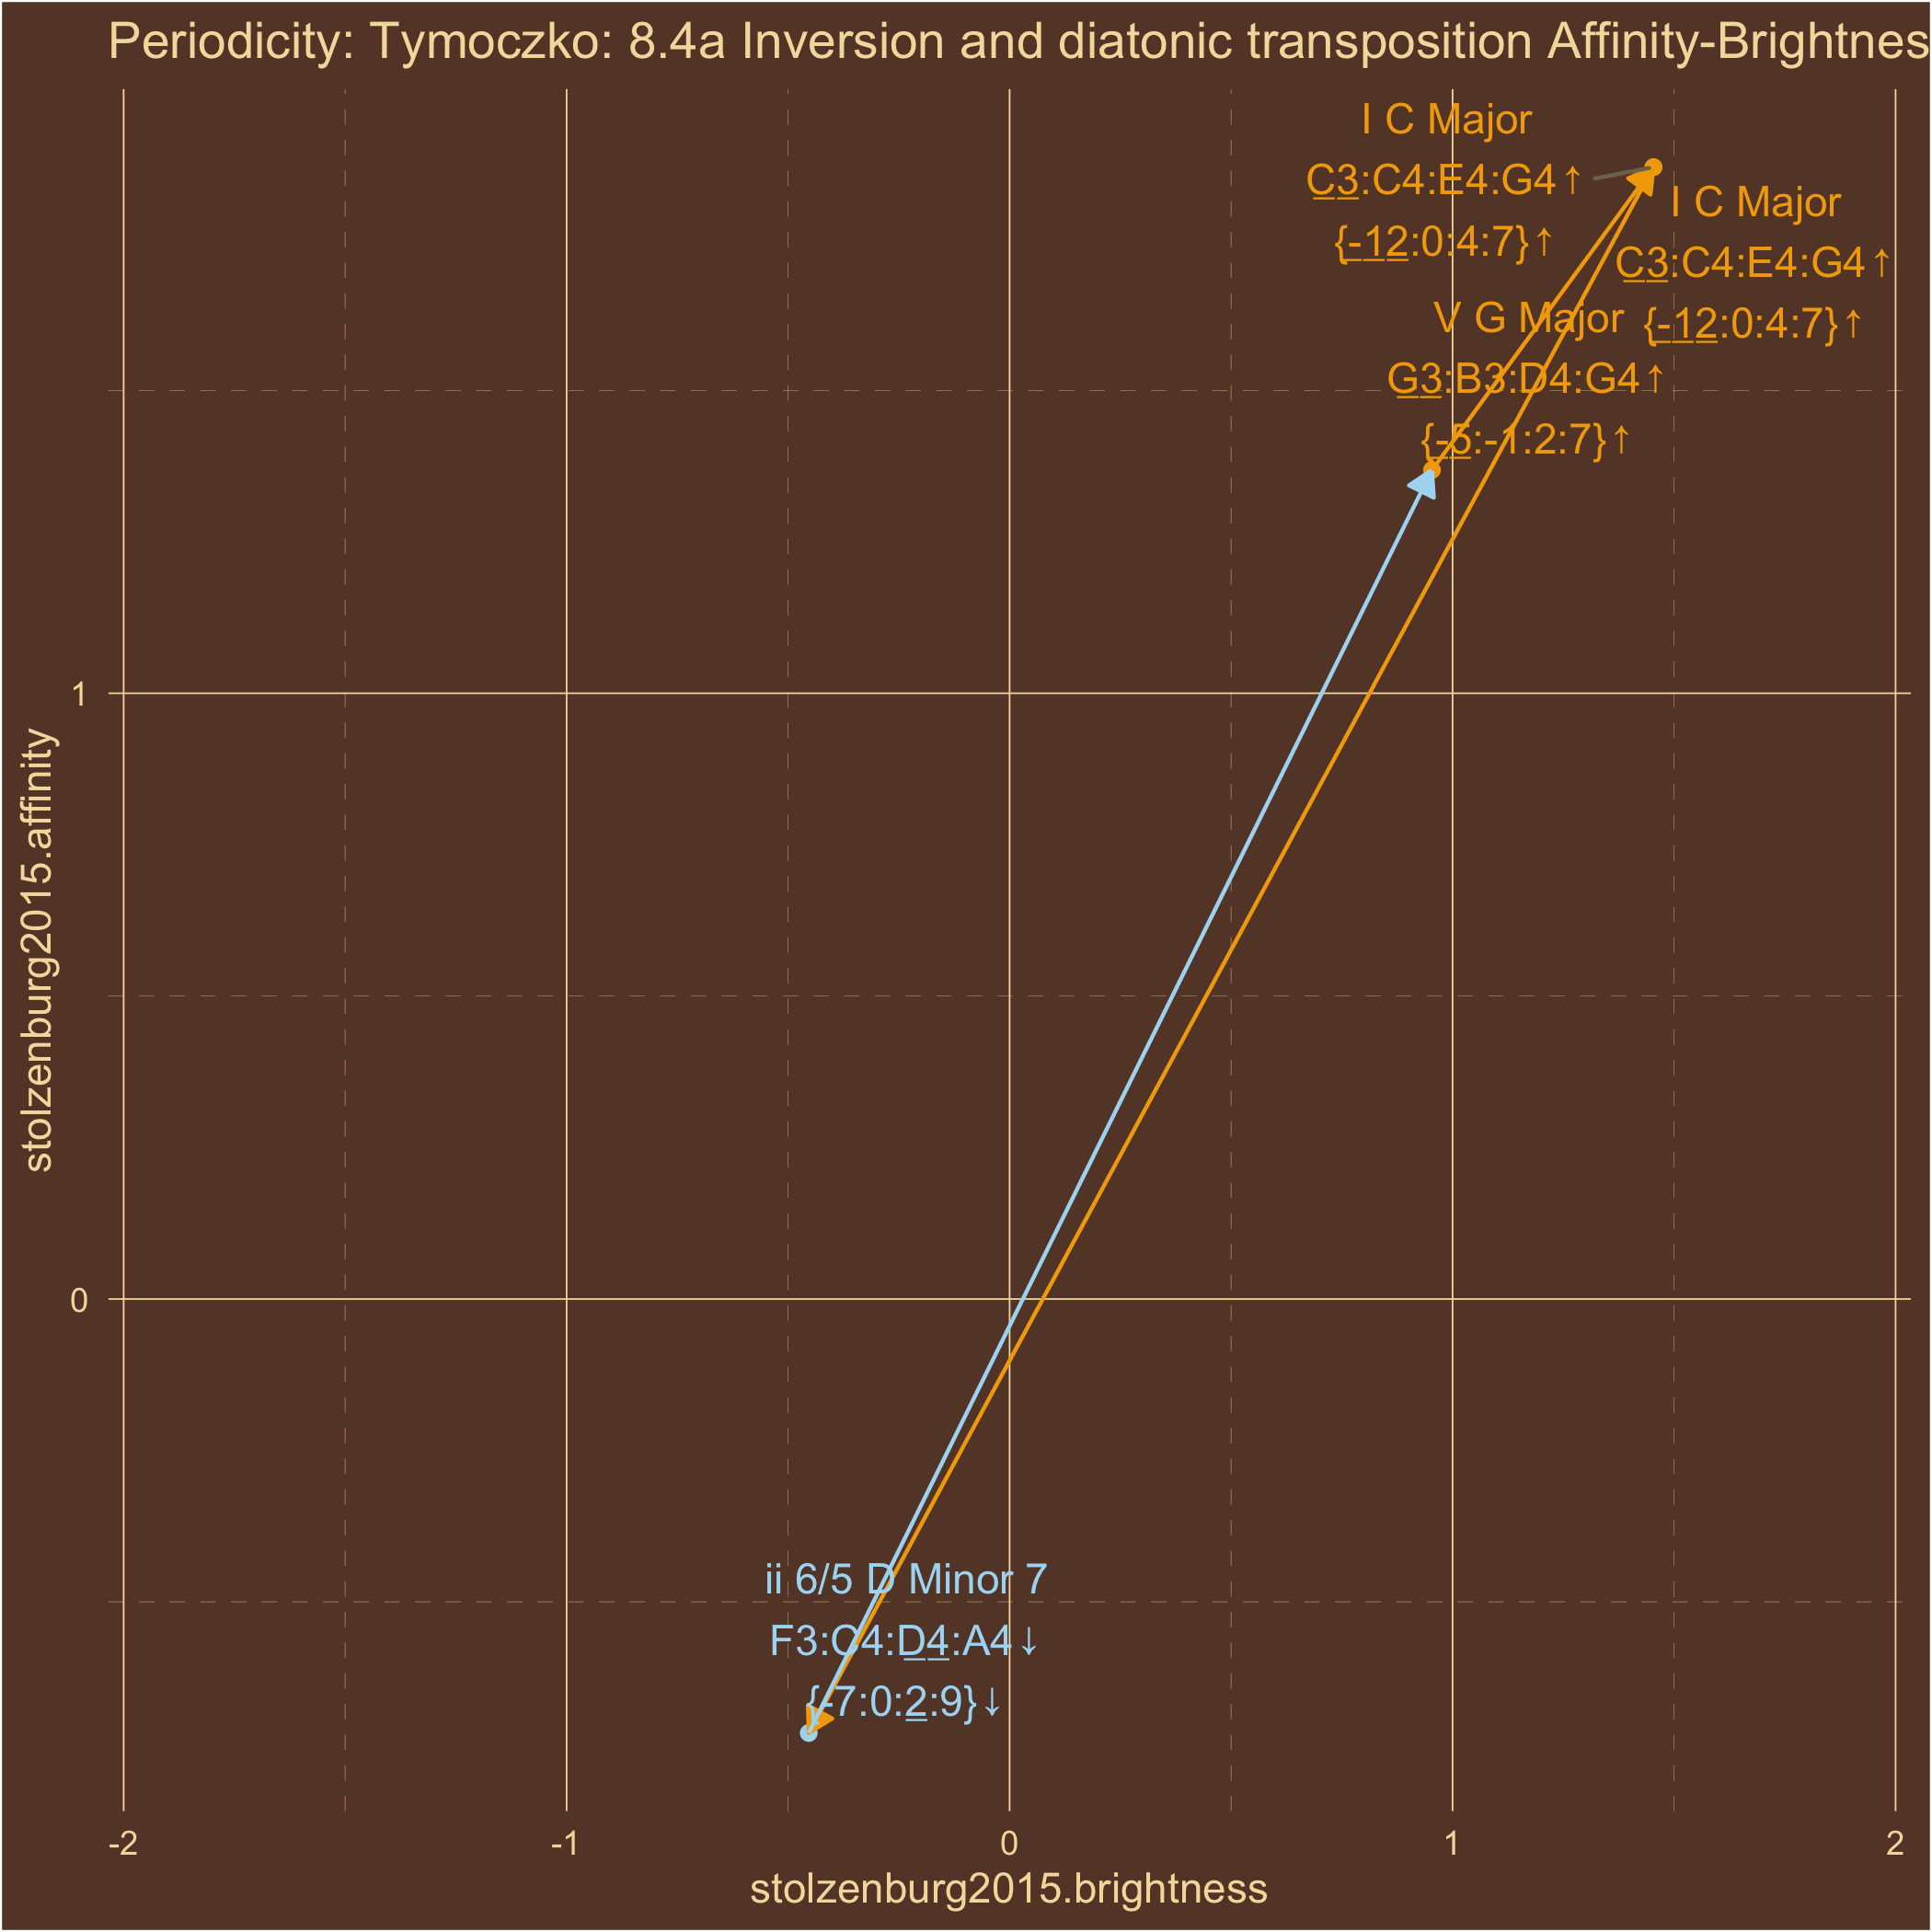 Periodicity: Tymoczko: 8.4a Inversion and diatonic transposition Affinity-Brightnes
I C Major
C3:C4:E4:G4↑
{-12:0:4:7}↑
I C Major
C3:C4:E4:G4↑
{-12:0:4:7}↑
V G Major
G3:B3:D4:G4↑
{-5:-1:2:7}↑
1
stolzenburg2015.affinity
0
ii 6/5 D Minor 7
F3:C4:D4:A4↓
{-7:0:2:9}↓
-2 -1 0 1 2
stolzenburg2015.brightness